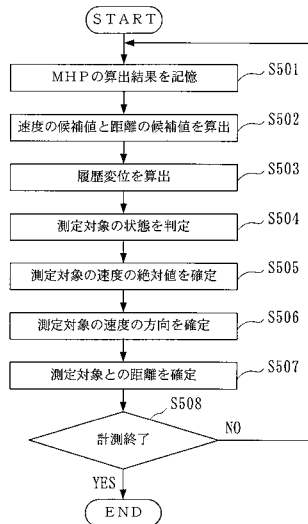 START
MHPの算出結果を記憶
S501
速度の候補値と距離の候補値を算出
S502
履歴変位を算出
S503
測定対象の状態を判定
S504
測定対象の速度の絶対値を確定
S505
測定対象の速度の方向を確定
S506
測定対象との距離を確定
S507
S508
計測終了
NO
YES
END